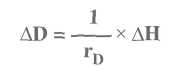 ΔD = 1/r_D × ΔH